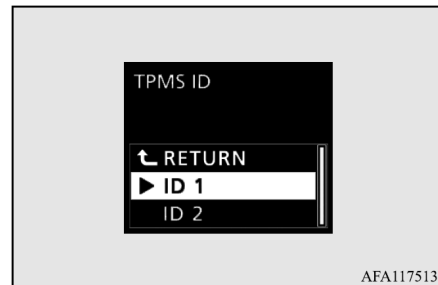 TPMS ID
RETURN
ID 1
ID 2
AFA117513